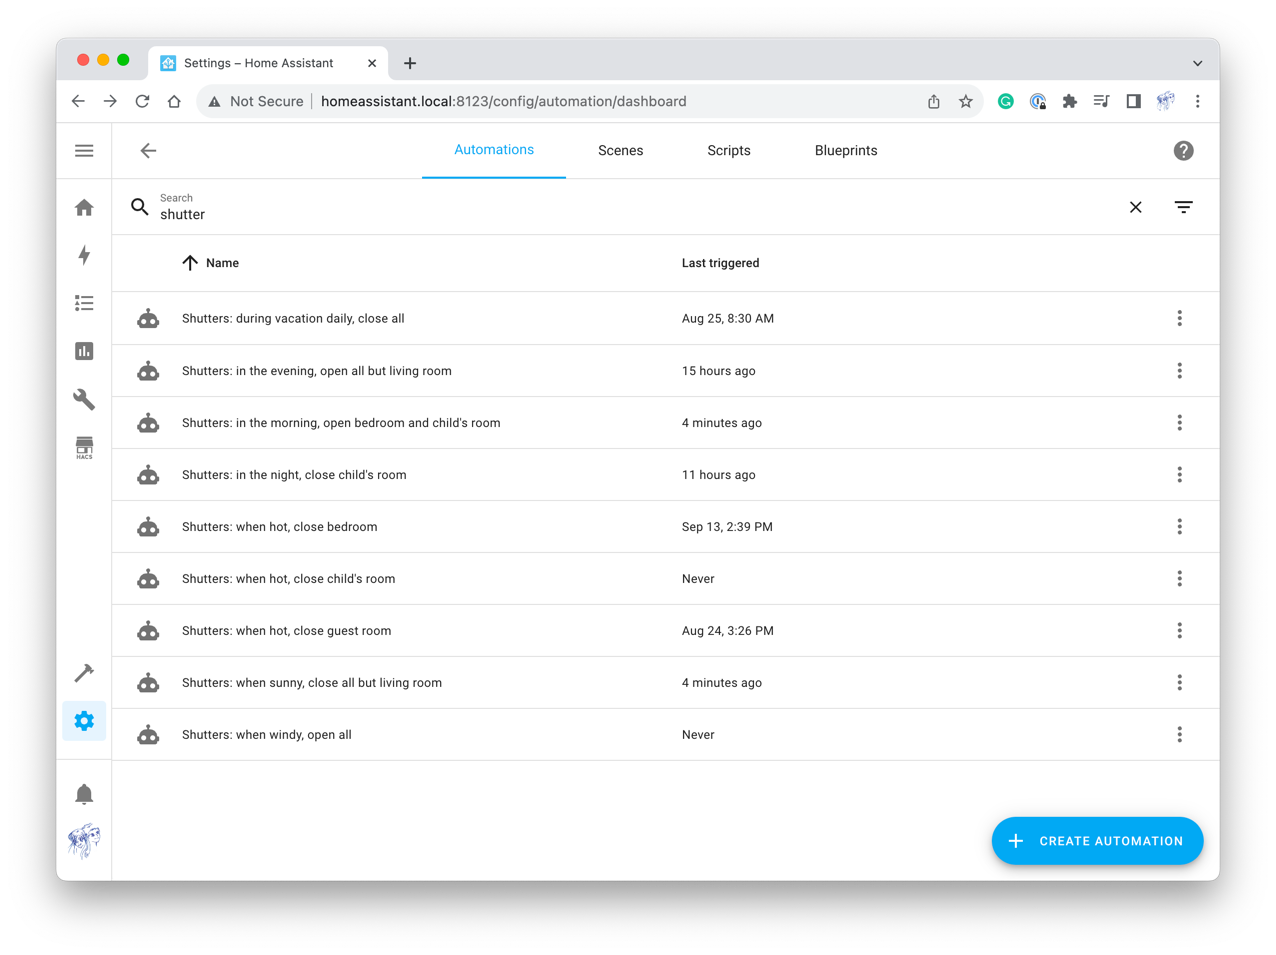 Settings – Home Assistant
Not Secure homeassistant.local:8123/config/automation/dashboard
Automations Scenes Scripts Blueprints
Search
shutter
Name Last triggered
Shutters: during vacation daily, close all Aug 25, 8:30 AM
Shutters: in the evening, open all but living room 15 hours ago
Shutters: in the morning, open bedroom and child's room 4 minutes ago
Shutters: in the night, close child's room 11 hours ago
Shutters: when hot, close bedroom Sep 13, 2:39 PM
Shutters: when hot, close child's room Never
Shutters: when hot, close guest room Aug 24, 3:26 PM
Shutters: when sunny, close all but living room 4 minutes ago
Shutters: when windy, open all Never
HACS
CREATE AUTOMATION